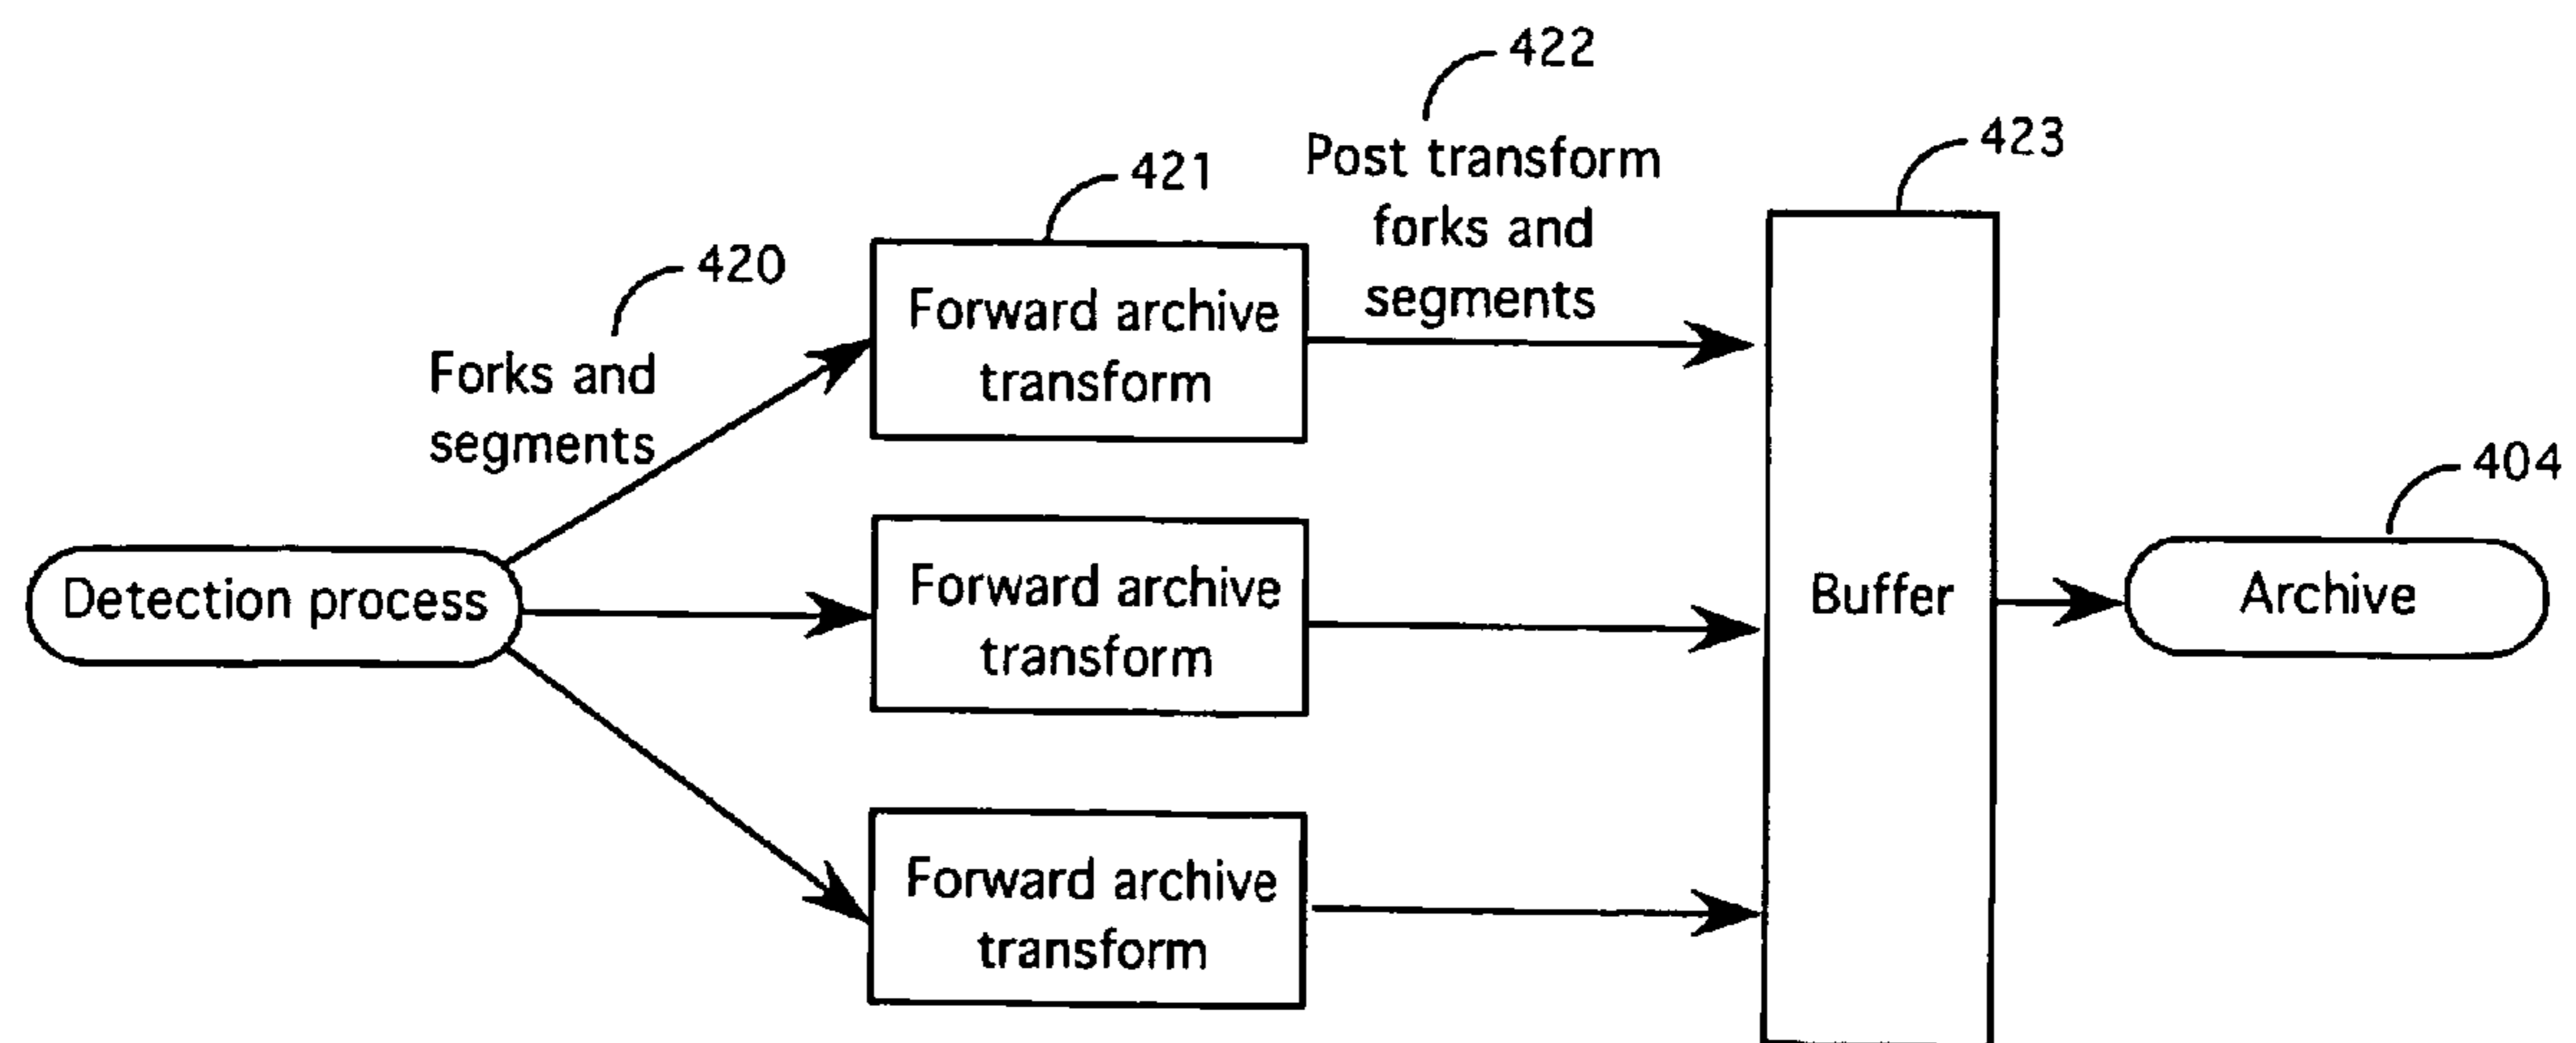 422
Post transform
forks and
segments
423
421
420
Forks and
segments
Forward archive
transform
404
Detection process
Forward archive
transform
Buffer
Archive
Forward archive
transform